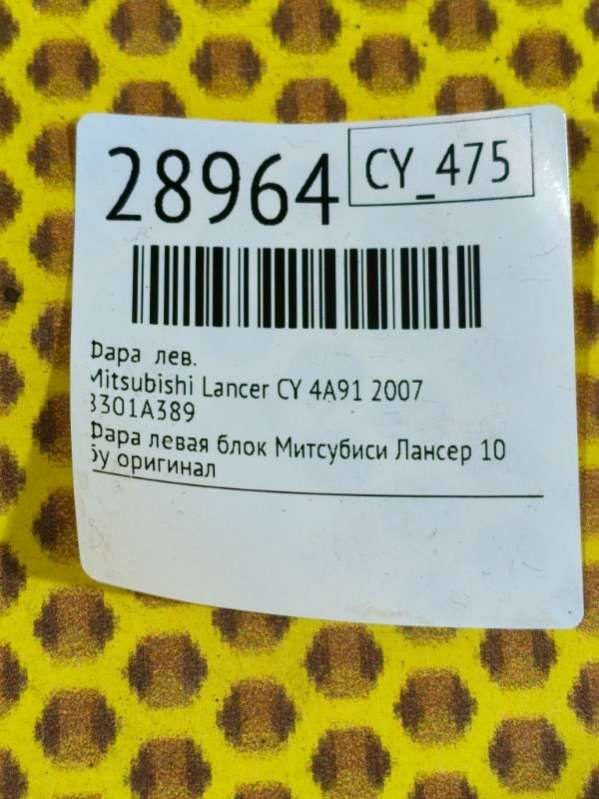 28964
CY_475
Фара лев.
Mitsubishi Lancer CY 4A91 2007
8301A389
Фара левая блок Митсубиси Лансер 10
бу оригинал